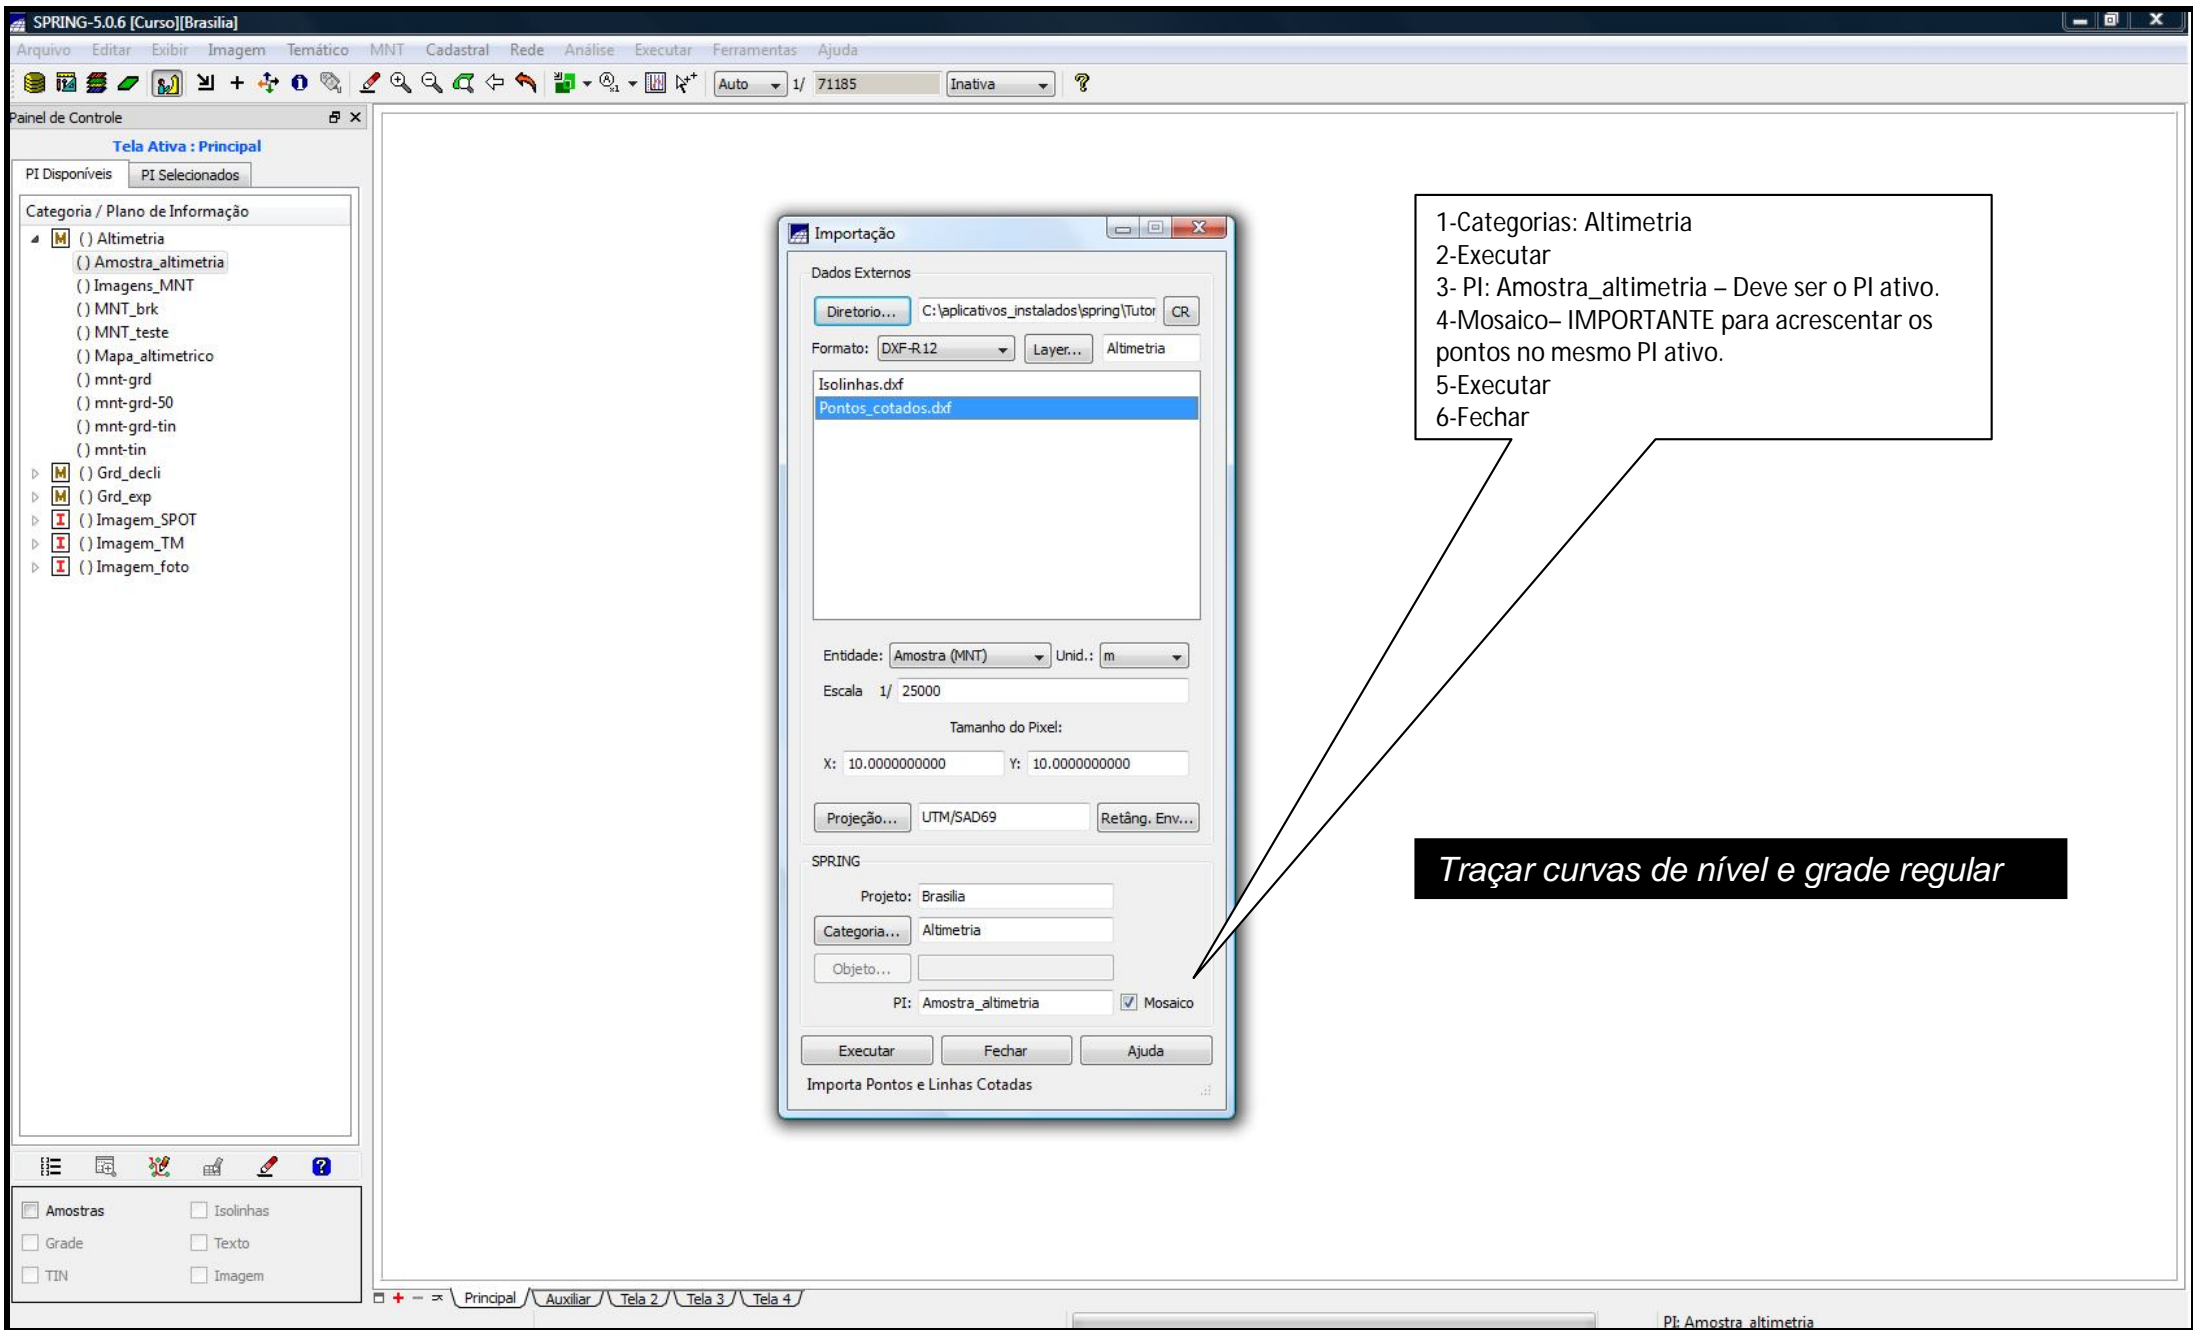 SPRING-5.0.6 [Curso][Brasilia]
Arquivo Editar Exibir Imagem Temático MNT Cadastral Rede Análise Executar Ferramentas Ajuda
Auto 1/ 71185 Inativa
Painel de Controle
Tela Ativa : Principal
PI Disponíveis PI Selecionados
Categoria / Plano de Informação
M () Altimetria
() Amostra_altimetria
() Imagens_MNT
() MNT_brk
() MNT_teste
() Mapa_altimetrico
() mnt-grd
() mnt-grd-50
() mnt-grd-tin
() mnt-tin
M () Grd_decli
M () Grd_exp
I () Imagem_SPOT
I () Imagem_TM
I () Imagem_foto
Amostras Isolinhas
Grade Texto
TIN Imagem
Importação
Dados Externos
Diretorio... C:\aplicativos_instalados\spring\Tutor CR
Formato: DXF-R12 Layer... Altimetria
Isolinhas.dxf
Pontos_cotados.dxf
Entidade: Amostra (MNT) Unid.: m
Escala 1/ 25000
Tamanho do Pixel:
X: 10.0000000000 Y: 10.0000000000
Projeção... UTM/SAD69 Retâng. Env...
SPRING
Projeto: Brasilia
Categoria... Altimetria
Objeto...
PI: Amostra_altimetria Mosaico
Executar Fechar Ajuda
Importa Pontos e Linhas Cotadas
1-Categorias: Altimetria
2-Executar
3- PI: Amostra_altimetria – Deve ser o PI ativo.
4-Mosaico– IMPORTANTE para acrescentar os
pontos no mesmo PI ativo.
5-Executar
6-Fechar
Traçar curvas de nível e grade regular
Principal Auxiliar Tela 2 Tela 3 Tela 4
PI: Amostra_altimetria